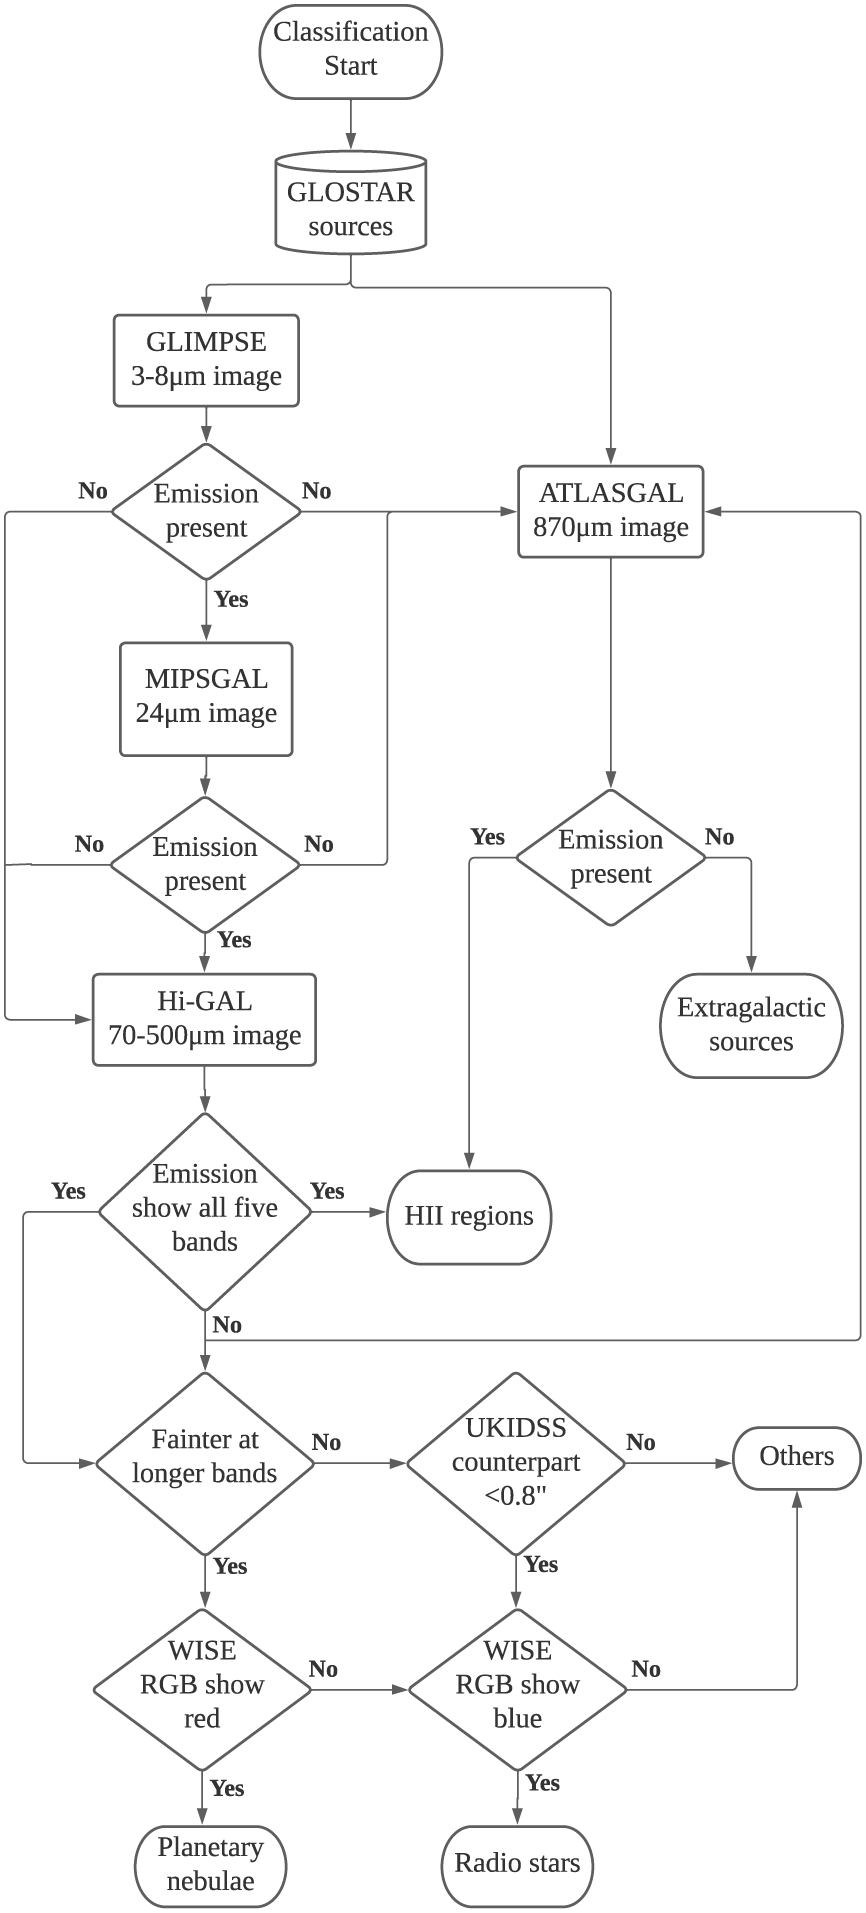 Classification
Start
GLOSTAR
sources
GLIMPSE
3-8μm image
No
Emission
present
No
ATLASGAL
870μm image
Yes
MIPSGAL
24μm image
No
Emission
present
No
Yes
Emission
present
No
Yes
Hi-GAL
70-500μm image
Extragalactic
sources
Yes
Emission
show all five
bands
Yes
HII regions
No
Fainter at
longer bands
No
UKIDSS
counterpart
<0.8"
No
Others
Yes
Yes
WISE
RGB show
red
No
WISE
RGB show
blue
No
Yes
Yes
Planetary
nebulae
Radio stars